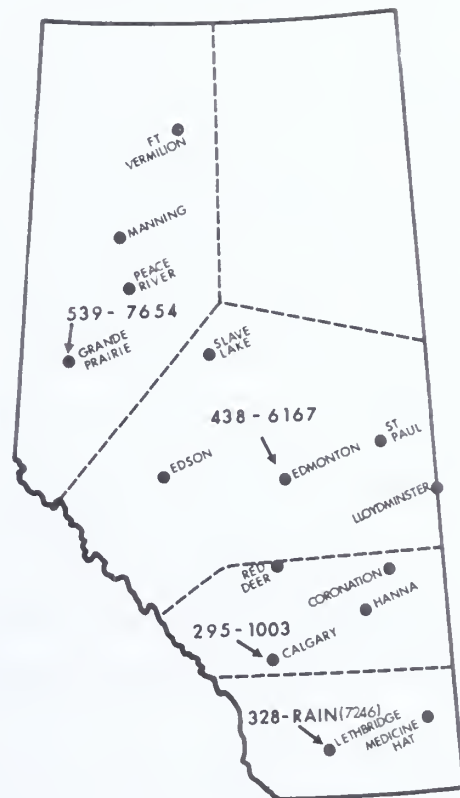 FT
VERMILION
MANNING
PEACE
RIVER
539 - 7654
GRANDE
PRAIRIE
SLAVE
LAKE
438 - 6167
ST
PAUL
EDSON
EDMONTON
LLOYDMINSTER
RED
DEER
CORONATION
HANNA
295-1003
CALGARY
328-RAIN(7246)
LETHBRIDGE
MEDICINE
HAT